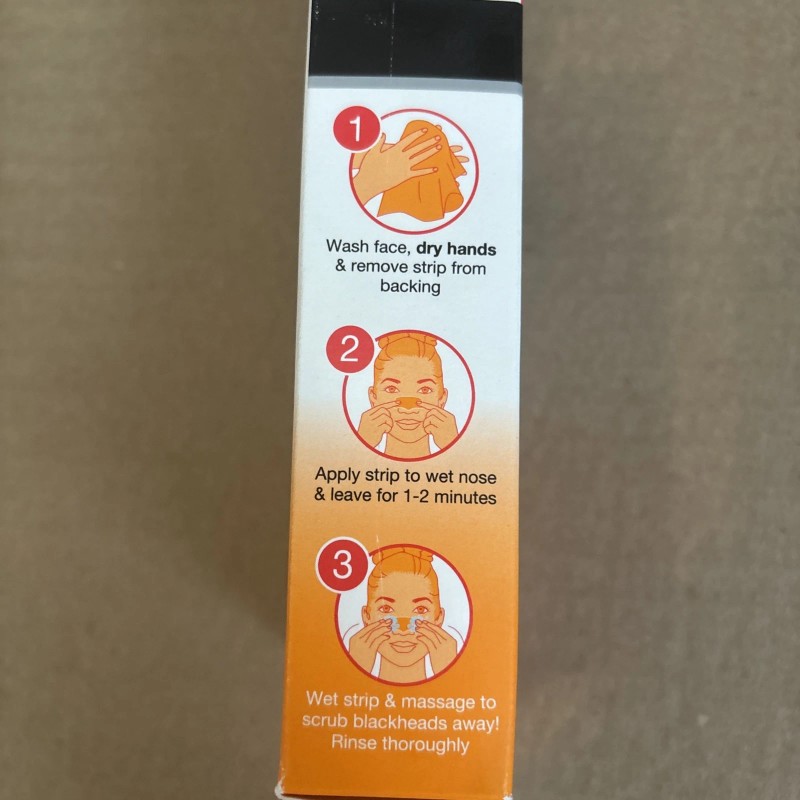 1
Wash face, dry hands
& remove strip from
backing
2
Apply strip to wet nose
& leave for 1-2 minutes
3
Wet strip & massage to
scrub blackheads away!
Rinse thoroughly